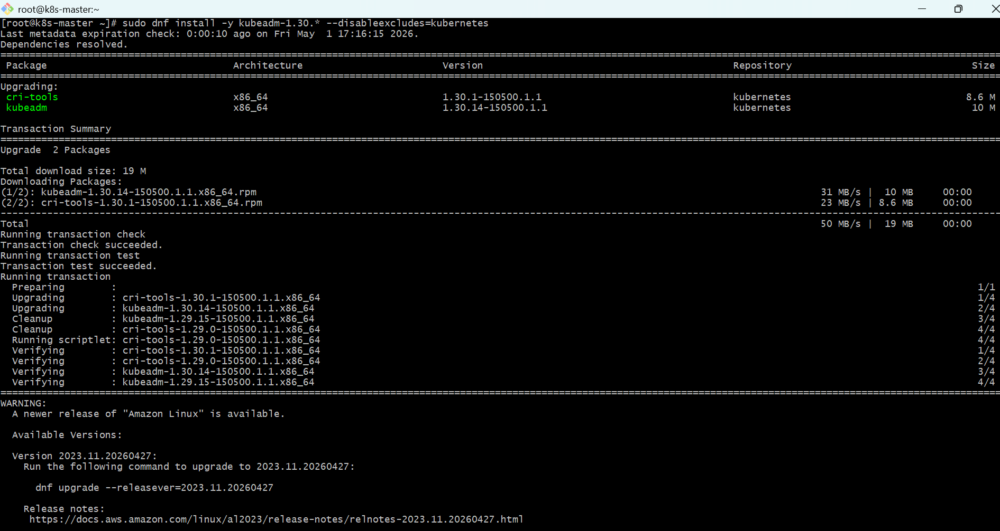 root@k8s-master:~
[root@k8s-master ~]# sudo dnf install -y kubeadm-1.30.* --disableexcludes=kubernetes
Last metadata expiration check: 0:00:10 ago on Fri May  1 17:16:15 2026.
Dependencies resolved.
Package Architecture Version Repository Size
Upgrading:
cri-tools x86_64 1.30.1-150500.1.1 kubernetes 8.6 M
kubeadm x86_64 1.30.14-150500.1.1 kubernetes 10 M
Transaction Summary
Upgrade  2 Packages
Total download size: 19 M
Downloading Packages:
(1/2): kubeadm-1.30.14-150500.1.1.x86_64.rpm 31 MB/s | 10 MB 00:00
(2/2): cri-tools-1.30.1-150500.1.1.x86_64.rpm 23 MB/s | 8.6 MB 00:00
Total 50 MB/s | 19 MB 00:00
Running transaction check
Transaction check succeeded.
Running transaction test
Transaction test succeeded.
Running transaction
Preparing : 1/1
Upgrading : cri-tools-1.30.1-150500.1.1.x86_64 1/4
Upgrading : kubeadm-1.30.14-150500.1.1.x86_64 2/4
Cleanup : kubeadm-1.29.15-150500.1.1.x86_64 3/4
Cleanup : cri-tools-1.29.0-150500.1.1.x86_64 4/4
Running scriptlet: cri-tools-1.29.0-150500.1.1.x86_64 4/4
Verifying : cri-tools-1.30.1-150500.1.1.x86_64 1/4
Verifying : cri-tools-1.29.0-150500.1.1.x86_64 2/4
Verifying : kubeadm-1.30.14-150500.1.1.x86_64 3/4
Verifying : kubeadm-1.29.15-150500.1.1.x86_64 4/4
WARNING:
A newer release of "Amazon Linux" is available.
Available Versions:
Version 2023.11.20260427:
Run the following command to upgrade to 2023.11.20260427:
dnf upgrade --releasever=2023.11.20260427
Release notes:
https://docs.aws.amazon.com/linux/al2023/release-notes/relnotes-2023.11.20260427.html